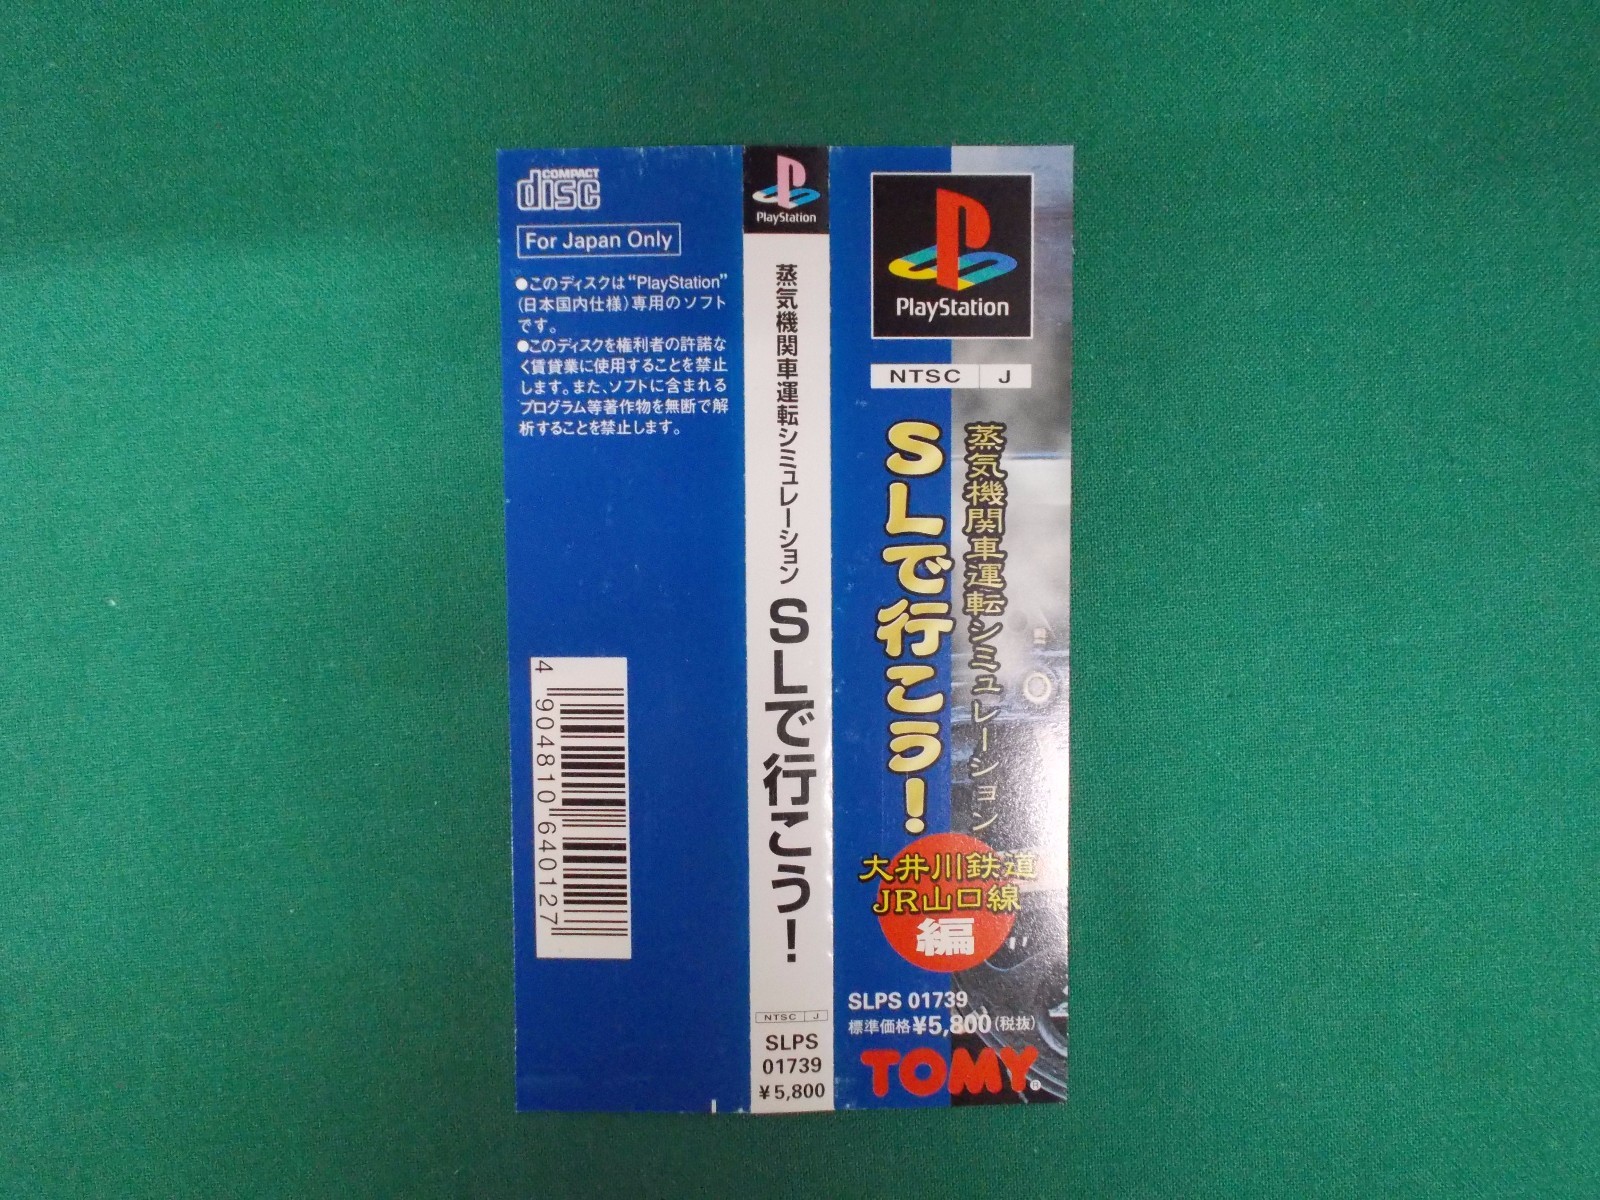 COMPACT
disc
For Japan Only
●このディスクは“PlayStation”
(日本国内仕様)専用のソフト
です。
●このディスクを権利者の許諾な
く賃貸業に使用することを禁止
します。また、ソフトに含まれる
プログラム等著作物を無断で解
析することを禁止します。
4 904810 640127
PlayStation
蒸気機関車運転シミュレーション SLで行こう!
NTSC J
SLPS
01739
¥5,800
PlayStation
NTSC J
蒸気機関車運転シミュレーション
SLで行こう!
大井川鉄道
JR山口線
編
SLPS 01739
標準価格¥5,800(税抜)
TOMY®